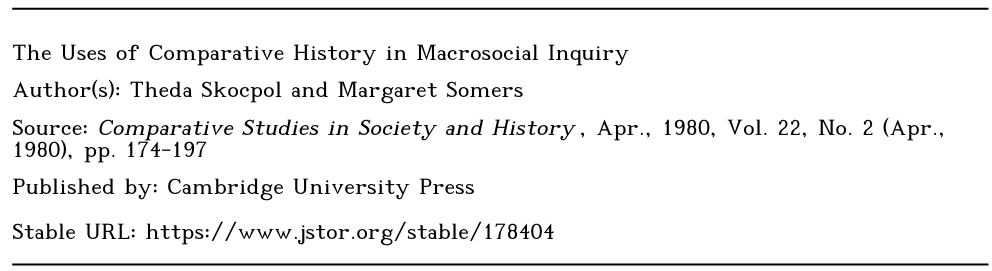 The Uses of Comparative History in Macrosocial Inquiry
Author(s): Theda Skocpol and Margaret Somers
Source: Comparative Studies in Society and History, Apr., 1980, Vol. 22, No. 2 (Apr.,
1980), pp. 174-197
Published by: Cambridge University Press
Stable URL: https://www.jstor.org/stable/178404